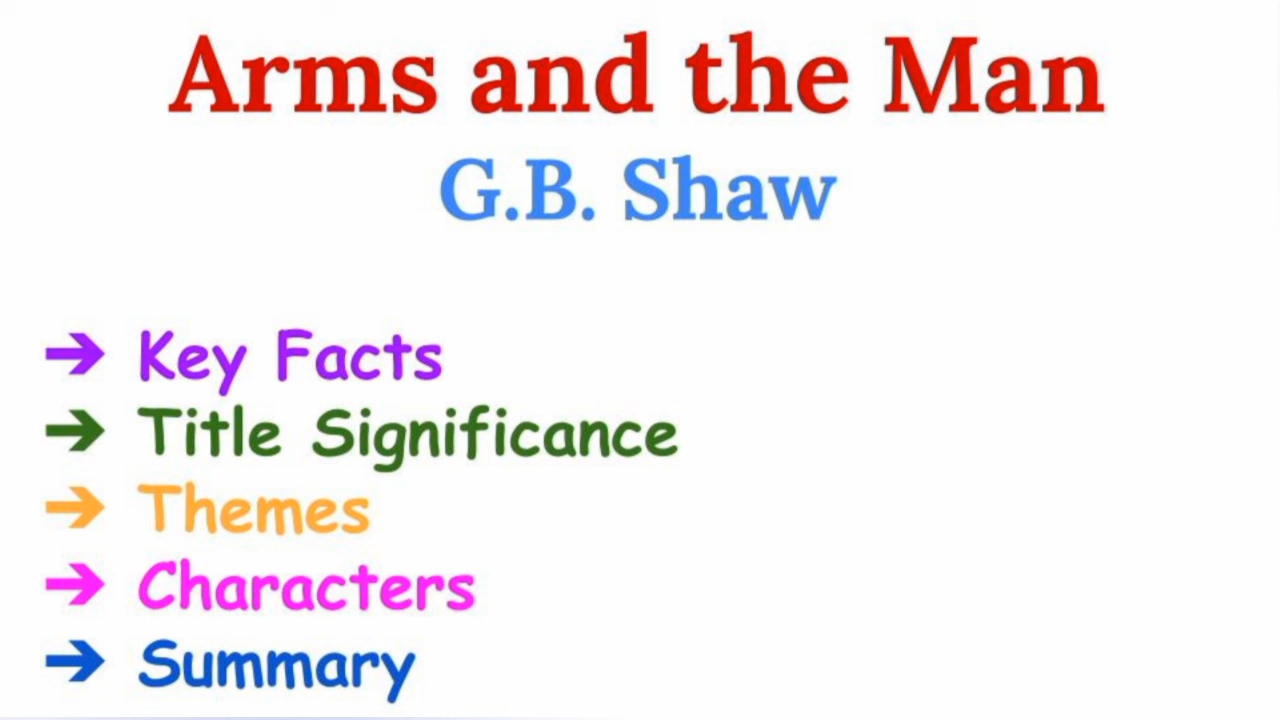 Arms and the Man
G.B. Shaw
➔ Key Facts
➔ Title Significance
➔ Themes
➔ Characters
➔ Summary